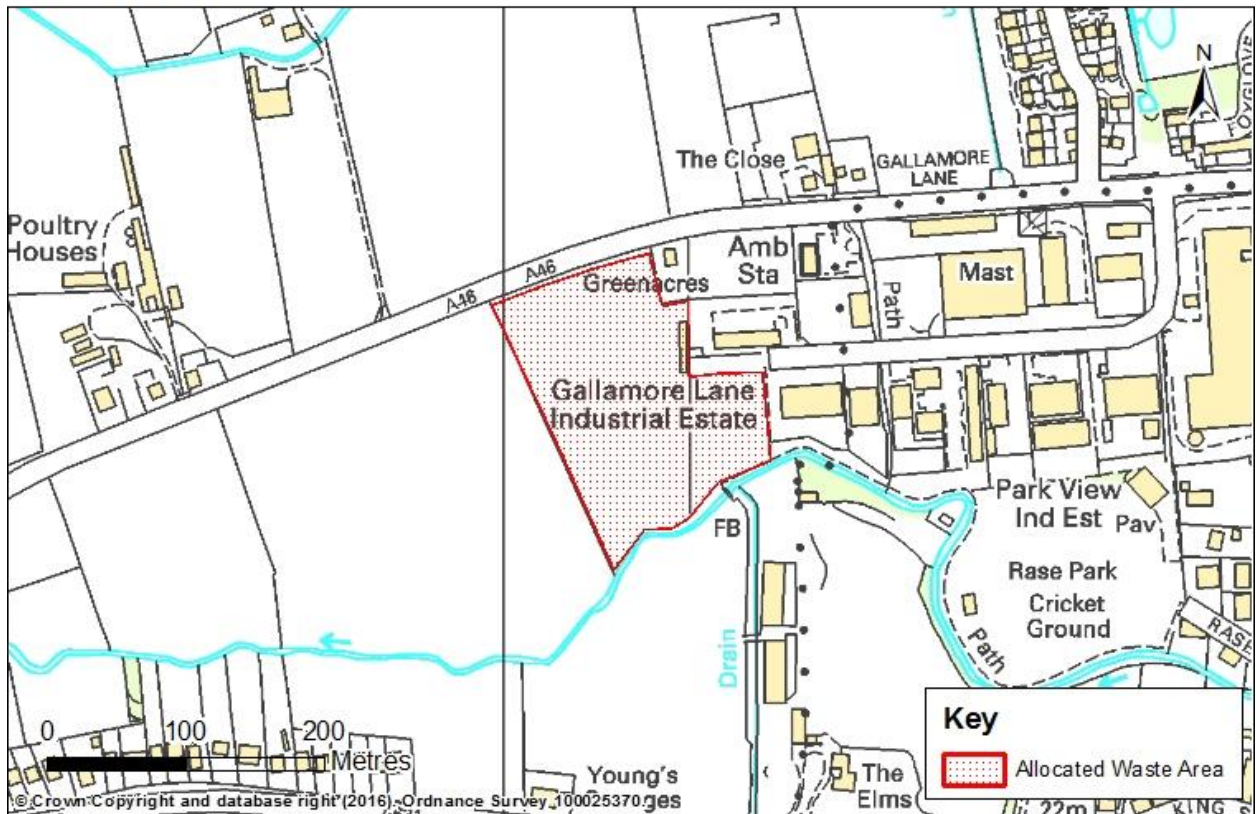 N
FOXGLOVE
The Close
GALLAMORE
LANE
Poultry
Houses
A46
A46
Greenacres
Amb
Sta
Path
Mast
Gallamore Lane
Industrial Estate
Park View
Ind Est
Pav
FB
Rase Park
Cricket
Ground
RASE
Path
Drain
0
100
200
Metres
Young's
The
Elms
22m
KING
Key
Allocated Waste Area
© Crown Copyright and database right (2016). Ordnance Survey 100025370.